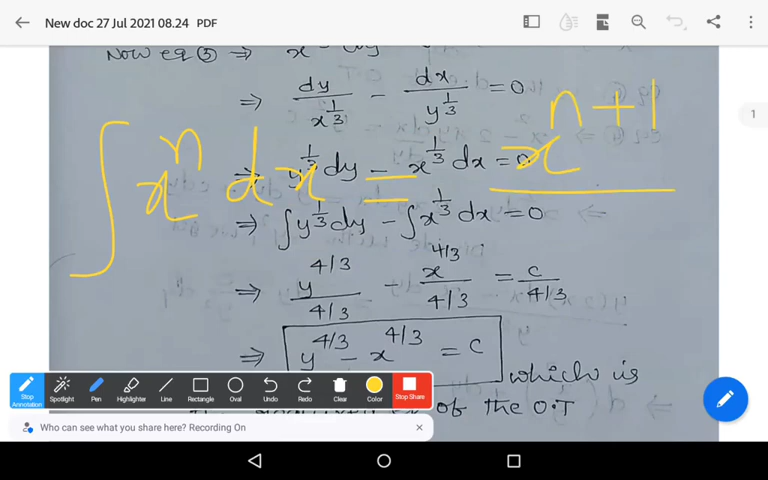 New doc 27 Jul 2021 08.24 PDF
Now eq ③ ⇒
⇒ dy/x^{1/3} - dx/y^{1/3} = 0
⇒ y^{1/3} dy - x^{1/3} dx = 0
∫ x^n dx = x^{n+1}
⇒ ∫ y^{1/3} dy - ∫ x^{1/3} dx = 0
⇒ y^{4/3}/4/3 - x^{4/3}/4/3 = c/4/3
⇒ y^{4/3} - x^{4/3} = c
which is
of the O.T
1
Stop Annotation
Spotlight
Pen
Highlighter
Line
Rectangle
Oval
Undo
Redo
Clear
Color
Stop Share
Who can see what you share here? Recording On